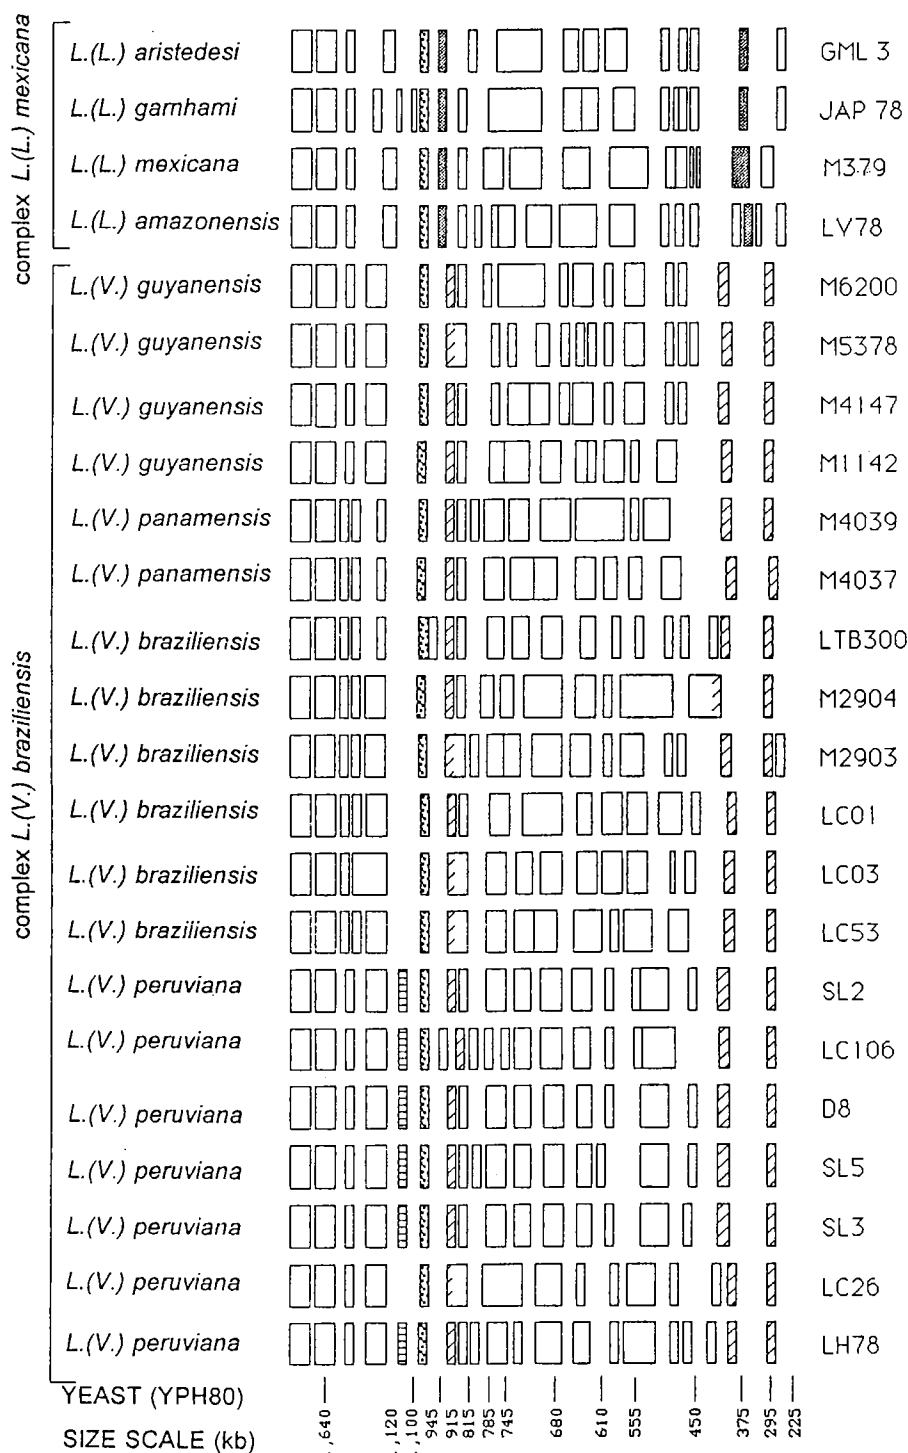 complex L.(L.) mexicana
L.(L.) aristedesi GML 3
L.(L.) garnhami JAP 78
L.(L.) mexicana M379
L.(L.) amazonensis LV78
complex L.(V.) braziliensis
L.(V.) guyanensis M6200
L.(V.) guyanensis M5378
L.(V.) guyanensis M4147
L.(V.) guyanensis M1142
L.(V.) panamensis M4039
L.(V.) panamensis M4037
L.(V.) braziliensis LTB300
L.(V.) braziliensis M2904
L.(V.) braziliensis M2903
L.(V.) braziliensis LC01
L.(V.) braziliensis LC03
L.(V.) braziliensis LC53
L.(V.) peruviana SL2
L.(V.) peruviana LC106
L.(V.) peruviana D8
L.(V.) peruviana SL5
L.(V.) peruviana SL3
L.(V.) peruviana LC26
L.(V.) peruviana LH78
YEAST (YPH80)
SIZE SCALE (kb) ,640 ,120 ,100 945 915 815 785 745 680 610 555 450 375 295 225